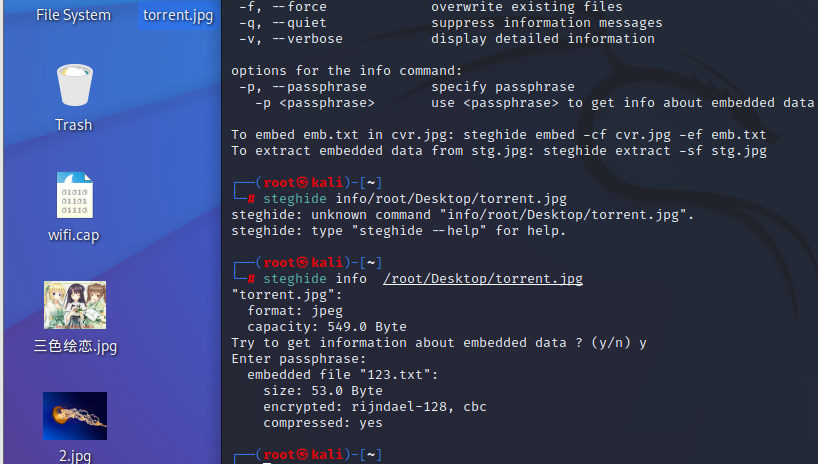 File System
torrent.jpg
Trash
01010
01101
01110
wifi.cap
三色绘恋.jpg
2.jpg
-f, --force overwrite existing files
-q, --quiet suppress information messages
-v, --verbose display detailed information
options for the info command:
-p, --passphrase specify passphrase
-p <passphrase> use <passphrase> to get info about embedded data
To embed emb.txt in cvr.jpg: steghide embed -cf cvr.jpg -ef emb.txt
To extract embedded data from stg.jpg: steghide extract -sf stg.jpg
┌──(root㉿kali)-[~]
└─# steghide info/root/Desktop/torrent.jpg
steghide: unknown command "info/root/Desktop/torrent.jpg".
steghide: type "steghide --help" for help.
┌──(root㉿kali)-[~]
└─# steghide info  /root/Desktop/torrent.jpg
"torrent.jpg":
format: jpeg
capacity: 549.0 Byte
Try to get information about embedded data ? (y/n) y
Enter passphrase:
embedded file "123.txt":
size: 53.0 Byte
encrypted: rijndael-128, cbc
compressed: yes
┌──(root㉿kali)-[~]